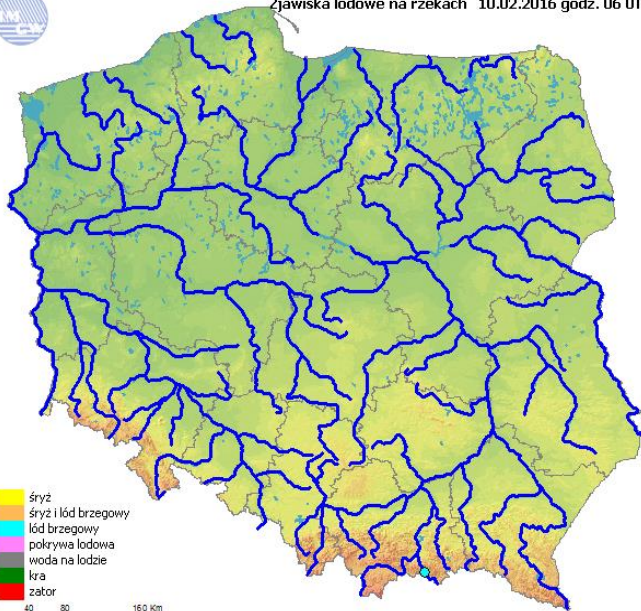 Zjawiska lodowe na rzekach 10.02.2016 godz. 06 UT
śryż
śryż i lód brzegowy
lód brzegowy
pokrywa lodowa
woda na lodzie
kra
zator
40 80 160 Km